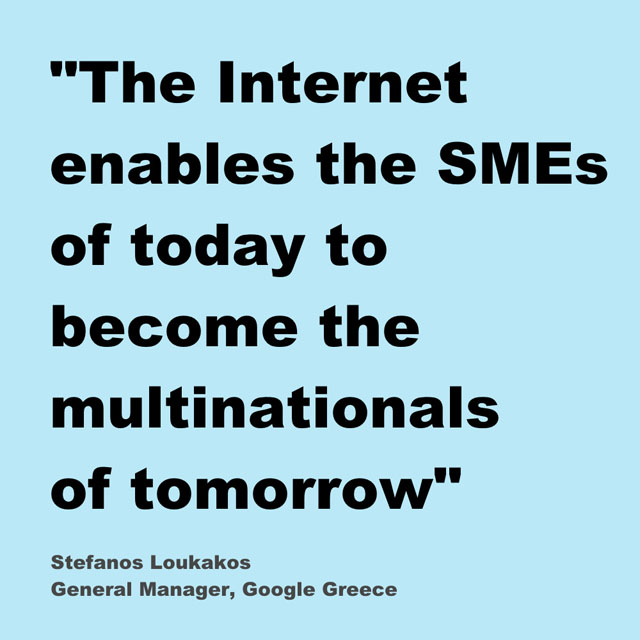 "The Internet
enables the SMEs
of today to
become the
multinationals
of tomorrow"
Stefanos Loukakos
General Manager, Google Greece